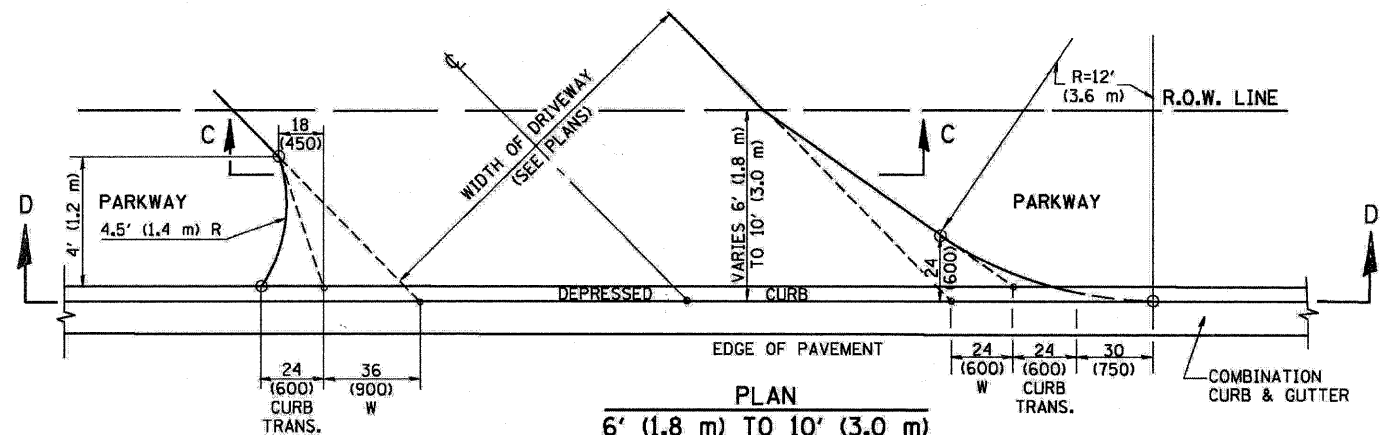 ℄
R=12'
(3.6 m)
R.O.W. LINE
18
(450)
C
C
WIDTH OF DRIVEWAY
(SEE PLANS)
VARIES 6' (1.8 m)
TO 10' (3.0 m)
D
4' (1.2 m)
PARKWAY
4.5' (1.4 m) R
PARKWAY
D
24
(600)
DEPRESSED CURB
EDGE OF PAVEMENT
24
(600)
CURB
TRANS.
36
(900)
W
24
(600)
W
24
(600)
CURB
TRANS.
30
(750)
COMBINATION
CURB & GUTTER
PLAN
6' (1.8 m) TO 10' (3.0 m)